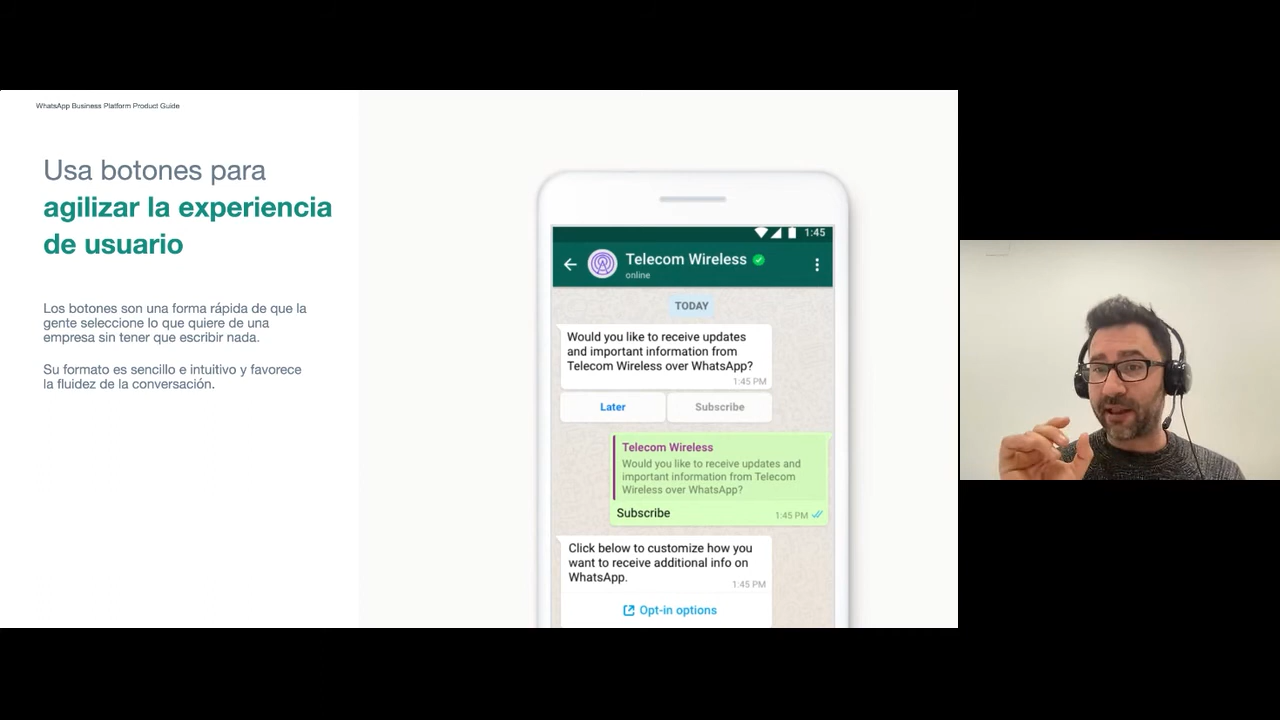 WhatsApp Business Platform Product Guide
Usa botones para
agilizar la experiencia
de usuario
Los botones son una forma rápida de que la
gente seleccione lo que quiere de una
empresa sin tener que escribir nada.
Su formato es sencillo e intuitivo y favorece
la fluidez de la conversación.
1:45
Telecom Wireless
online
TODAY
Would you like to receive updates
and important information from
Telecom Wireless over WhatsApp?
1:45 PM
Later
Subscribe
Telecom Wireless
Would you like to receive updates and
important information from Telecom
Wireless over WhatsApp?
Subscribe
1:45 PM
Click below to customize how you
want to receive additional info on
WhatsApp.
1:45 PM
Opt-in options